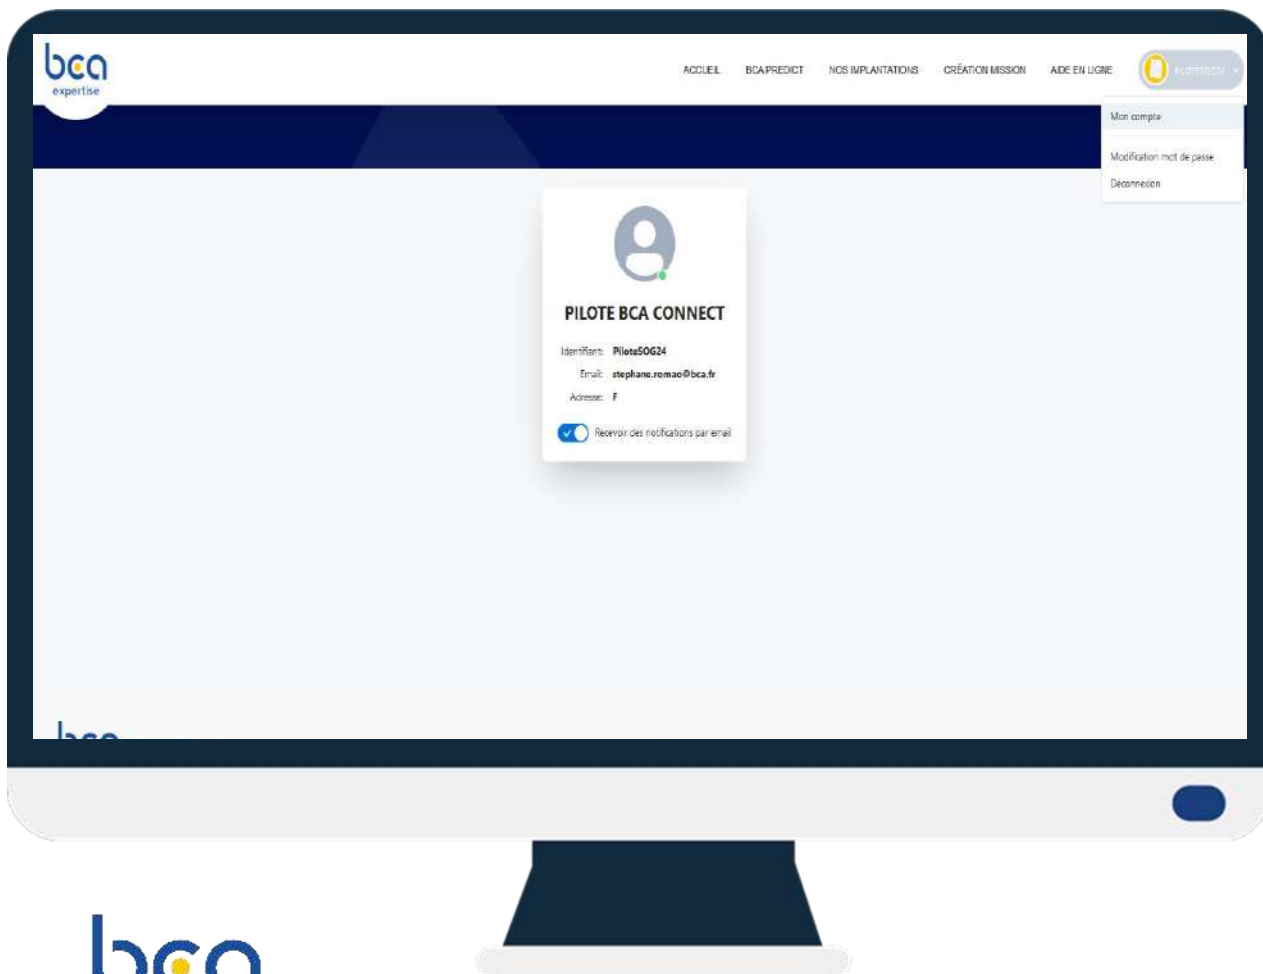 bca
expertise
ACCUEIL BCAPREDICT NOS IMPLANTATIONS CRÉATION MISSION AIDE EN LIGNE
Mon compte
Modification mot de passe
Déconnexion
PILOTE BCA CONNECT
Identifiant: PiloteSOG24
Email: stephane.romao@bca.fr
Adresse: F
Recevoir des notifications par email
bca
bca